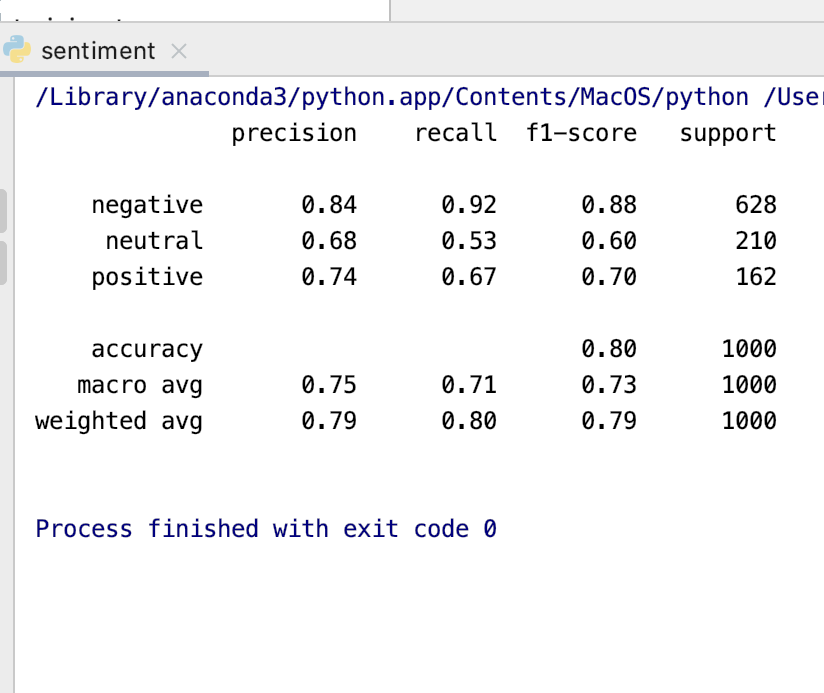 sentiment
/Library/anaconda3/python.app/Contents/MacOS/python /User
precision recall f1-score support
negative 0.84 0.92 0.88 628
neutral 0.68 0.53 0.60 210
positive 0.74 0.67 0.70 162
accuracy 0.80 1000
macro avg 0.75 0.71 0.73 1000
weighted avg 0.79 0.80 0.79 1000
Process finished with exit code 0